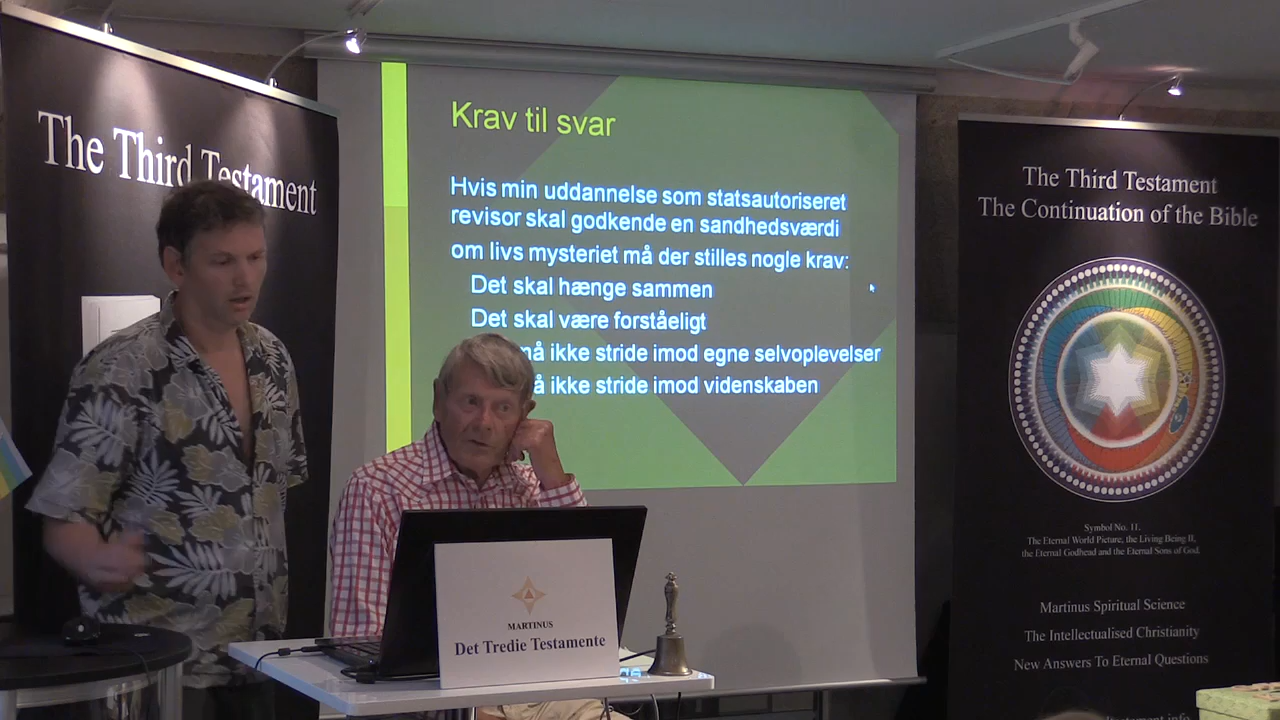 The Third Testament
Krav til svar
Hvis min uddannelse som statsautoriseret
revisor skal godkende en sandhedsværdi
om livs mysteriet må der stilles nogle krav:
Det skal hænge sammen
Det skal være forståeligt
må ikke stride imod egne selvoplevelser
må ikke stride imod videnskaben
MARTINUS
Det Tredie Testamente
The Third Testament
The Continuation of the Bible
Symbol No. 11.
The Eternal World Picture, the Living Being II,
the Eternal Godhead and the Eternal Sons of God.
Martinus Spiritual Science
The Intellectualised Christianity
New Answers To Eternal Questions